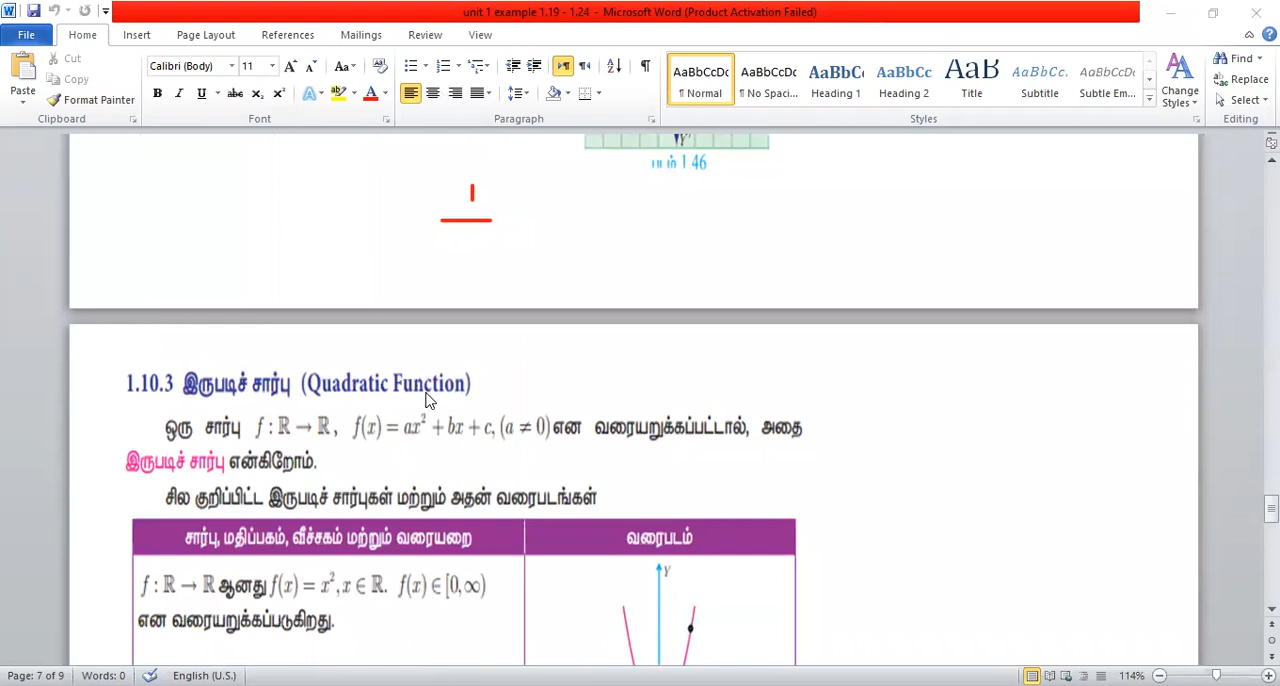 unit 1 example 1.19 - 1.24 - Microsoft Word (Product Activation Failed)
File Home Insert Page Layout References Mailings Review View
Cut
Copy
Paste
Format Painter
Clipboard
Calibri (Body) 11
Font
Paragraph
AaBbCcDc AaBbCcDc AaBbCc AaBbCc AaB AaBbCc. AaBbCcDc
¶ Normal ¶ No Spaci... Heading 1 Heading 2 Title Subtitle Subtle Em...
Change Styles
Styles
Find
Replace
Select
Editing
Y'
படம் 1.46
1.10.3 இருபடிச் சார்பு (Quadratic Function)
ஒரு சார்பு f : ℝ → ℝ, f(x) = ax² + bx + c, (a ≠ 0) என வரையறுக்கப்பட்டால், அதை
இருபடிச் சார்பு என்கிறோம்.
சில குறிப்பிட்ட இருபடிச் சார்புகள் மற்றும் அதன் வரைபடங்கள்
சார்பு, மதிப்பகம், வீச்சகம் மற்றும் வரையறை
வரைபடம்
f : ℝ → ℝ ஆனது f(x) = x², x ∈ ℝ. f(x) ∈ [0, ∞)
என வரையறுக்கப்படுகிறது.
Y
Page: 7 of 9 Words: 0 English (U.S.) 114%